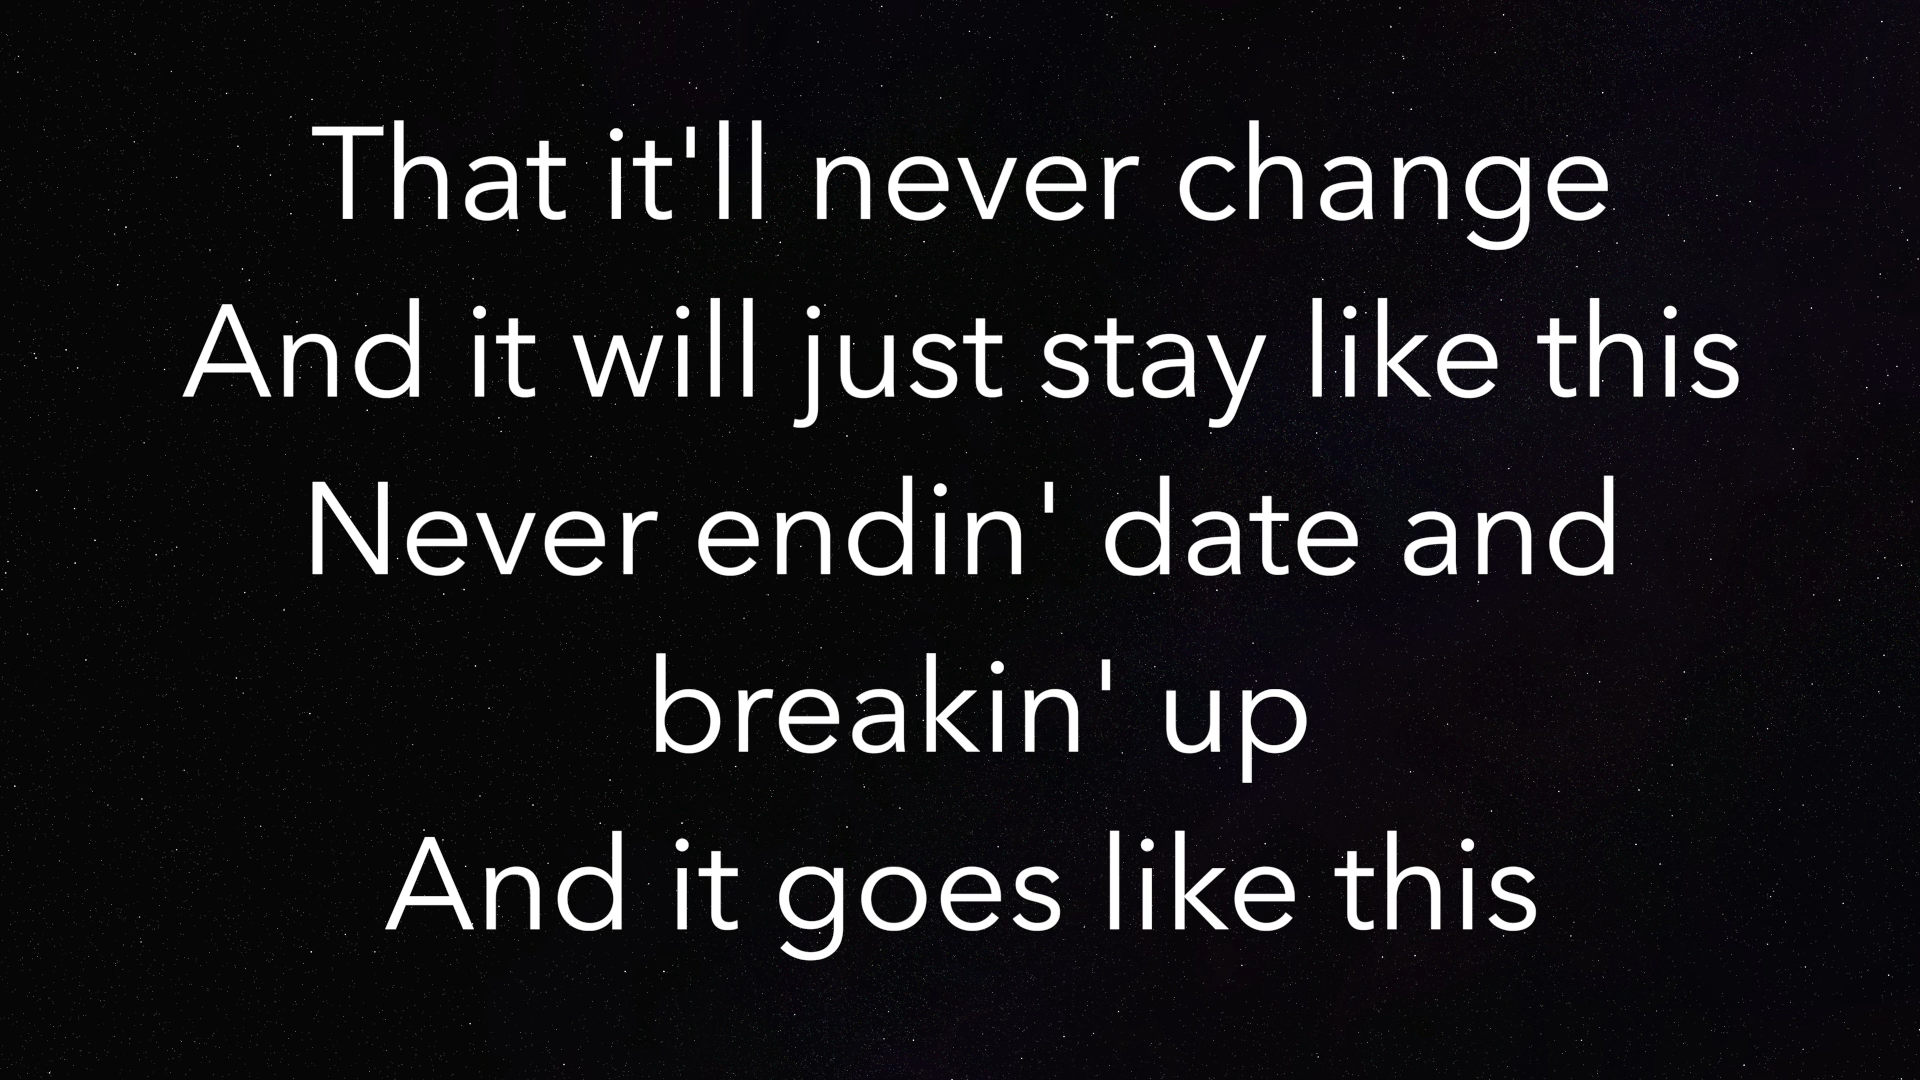 That it'll never change
And it will just stay like this
Never endin' date and
breakin' up
And it goes like this